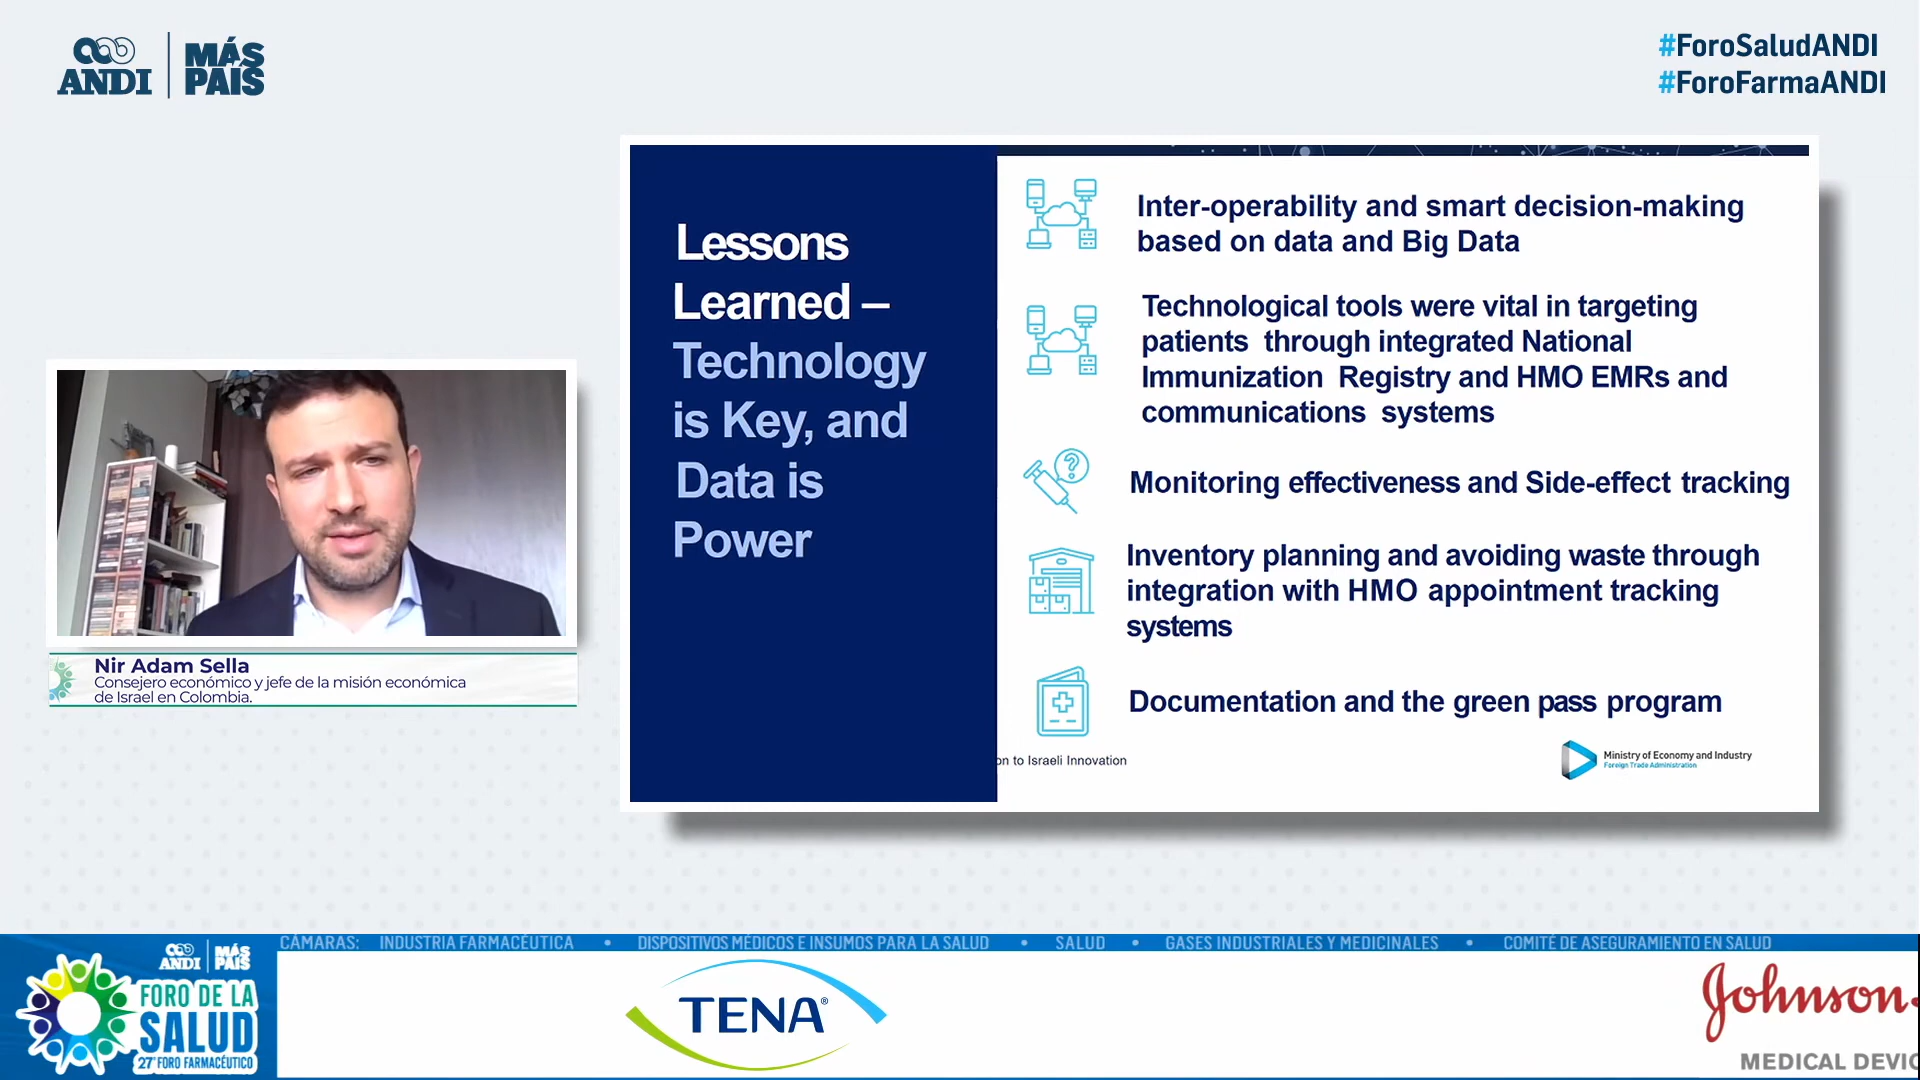 ANDI
MÁS
PAÍS
#ForoSaludANDI
#ForoFarmaANDI
Lessons
Learned –
Technology
is Key, and
Data is
Power
Inter-operability and smart decision-making
based on data and Big Data
Technological tools were vital in targeting
patients through integrated National
Immunization Registry and HMO EMRs and
communications systems
Monitoring effectiveness and Side-effect tracking
Inventory planning and avoiding waste through
integration with HMO appointment tracking
systems
Documentation and the green pass program
on to Israeli Innovation
Ministry of Economy and Industry
Foreign Trade Administration
Nir Adam Sella
Consejero económico y jefe de la misión económica
de Israel en Colombia.
CÁMARAS: INDUSTRIA FARMACÉUTICA • DISPOSITIVOS MÉDICOS E INSUMOS PARA LA SALUD • SALUD • GASES INDUSTRIALES Y MEDICINALES • COMITÉ DE ASEGURAMIENTO EN SALUD
ANDI
MÁS
PAÍS
FORO DE LA
SALUD
27° FORO FARMACÉUTICO
TENA®
Johnson
MEDICAL DEVIC